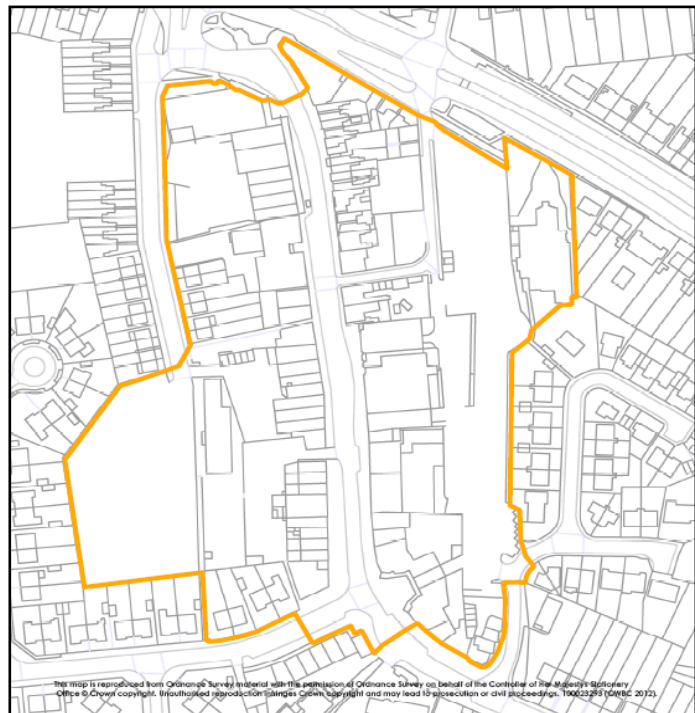 This map is reproduced from Ordnance Survey material with the permission of Ordnance Survey on behalf of the Controller of Her Majesty's Stationery
Office © Crown copyright. Unauthorised reproduction infringes Crown copyright and may lead to prosecution or civil proceedings. 100023293 (OWBC 2012).